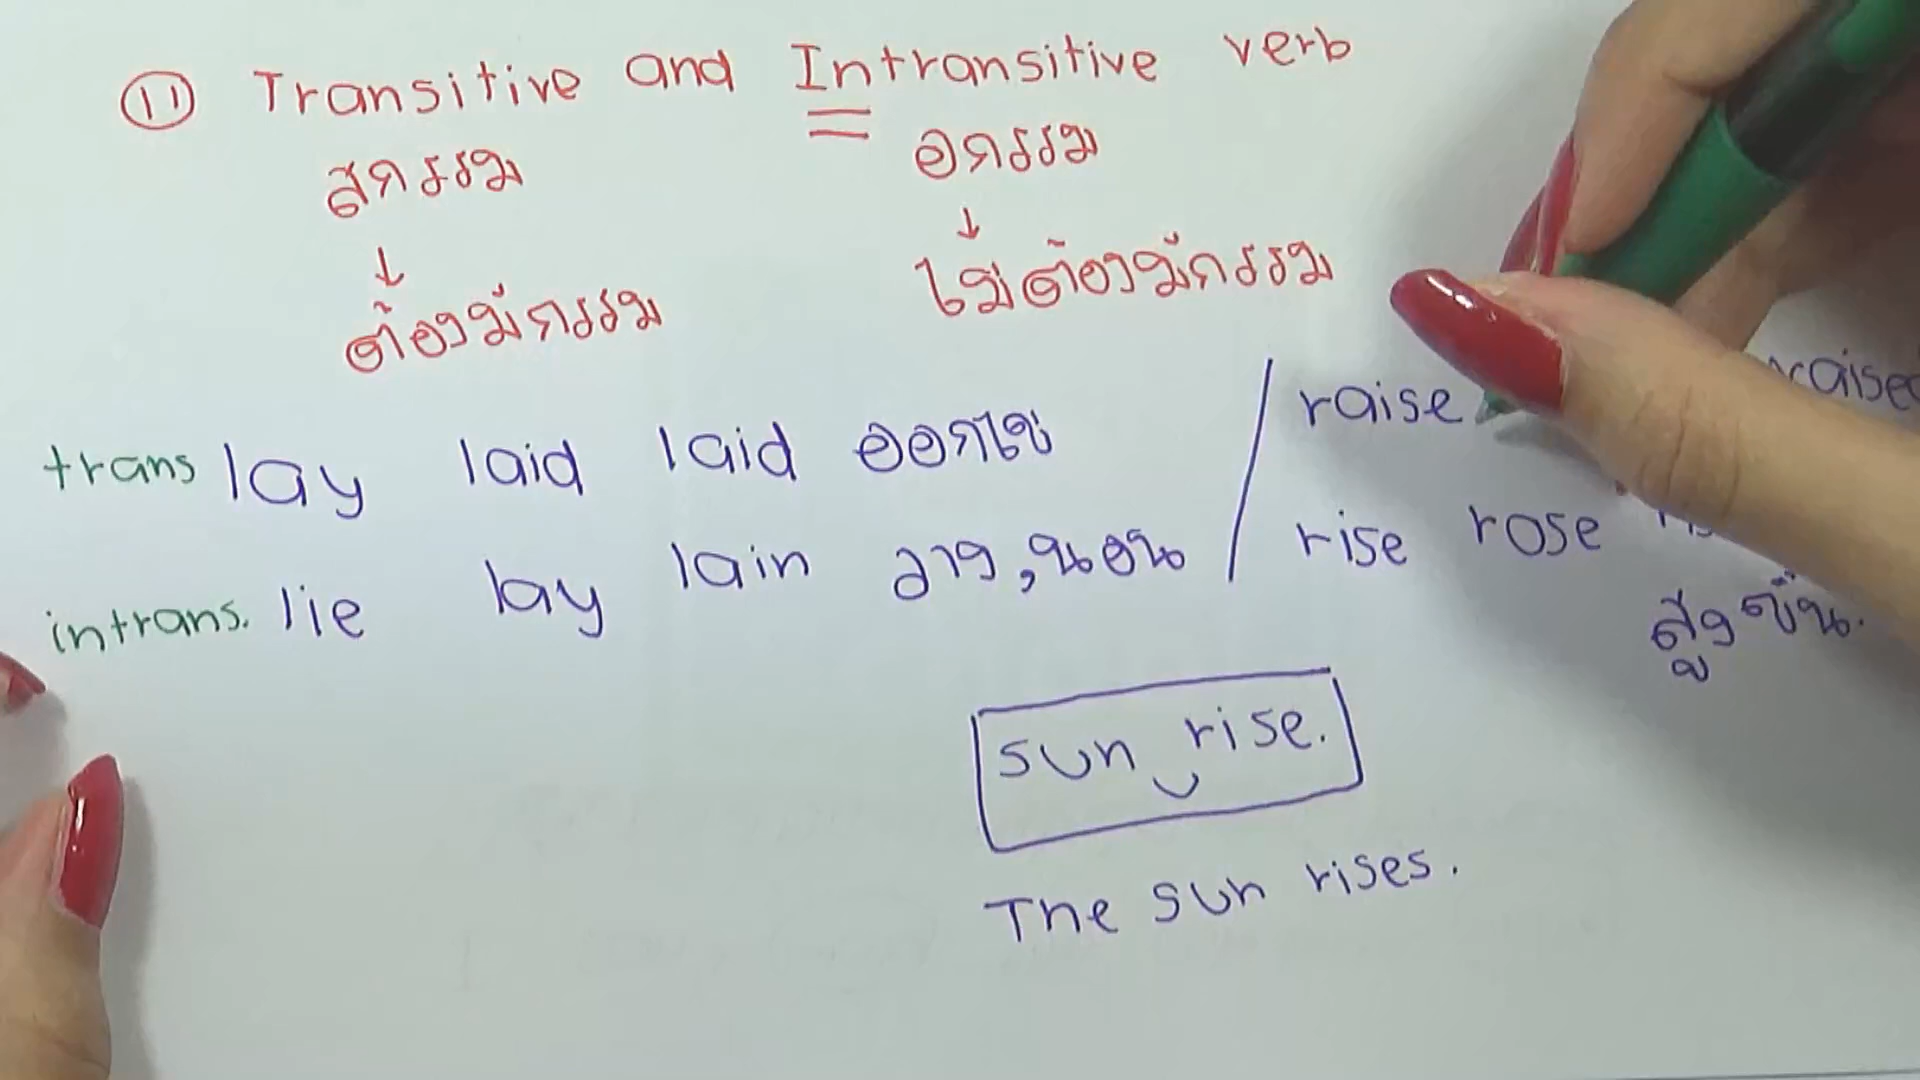 11 Transitive and Intransitive verb
สกรรม อกรรม
↓ ↓
ต้องมีกรรม ไม่ต้องมีกรรม
trans lay laid laid ออกไข่ / raise raised
intrans. lie lay lain วาง,นอน / rise rose
สูงขึ้น.
sun rise.
The sun rises.